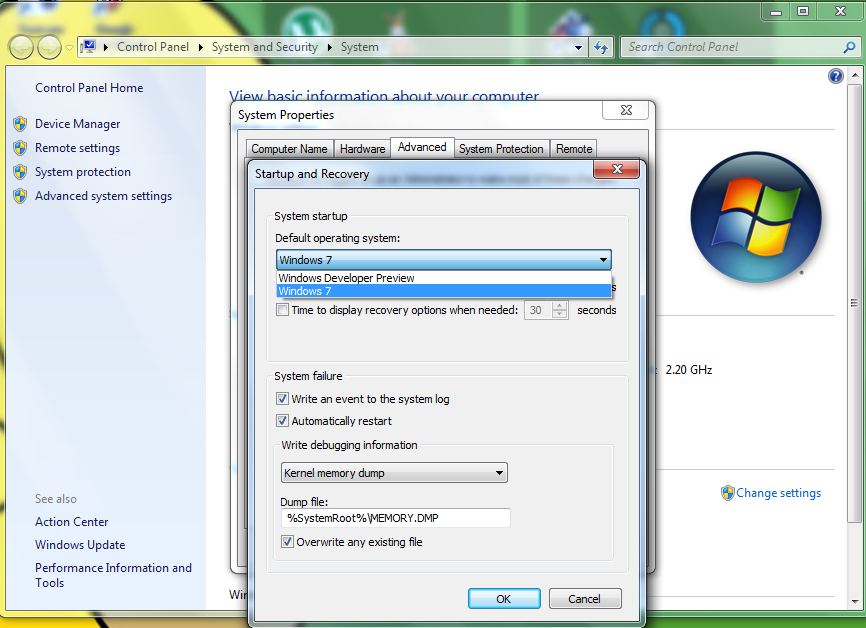 Control Panel System and Security System
Search Control Panel
Control Panel Home
View basic information about your computer
System Properties
Device Manager
Remote settings
System protection
Advanced system settings
Computer Name Hardware Advanced System Protection Remote
Startup and Recovery
System startup
Default operating system:
Windows 7
Windows Developer Preview
Windows 7
Time to display recovery options when needed: 30 seconds
System failure
2.20 GHz
Write an event to the system log
Automatically restart
Write debugging information
Kernel memory dump
Dump file:
%SystemRoot%\MEMORY.DMP
Overwrite any existing file
Change settings
See also
Action Center
Windows Update
Performance Information and
Tools
OK Cancel